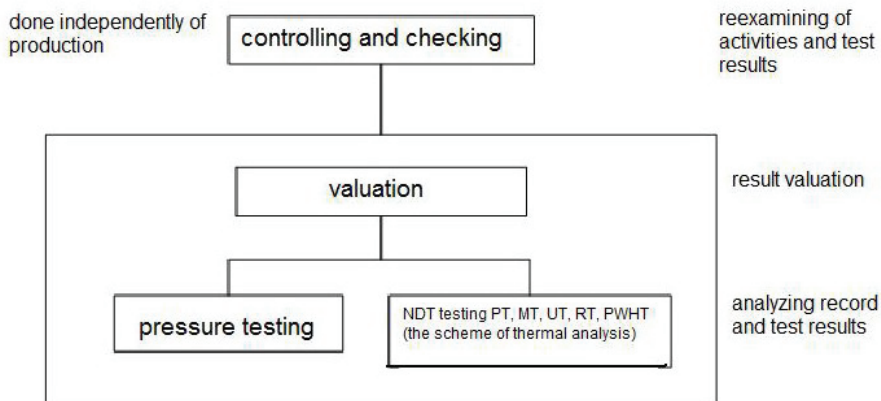 done independently of
production
controlling and checking
reexamining of
activities and test
results
valuation
result valuation
pressure testing
NDT testing PT, MT, UT, RT, PWHT
(the scheme of thermal analysis)
analyzing record
and test results